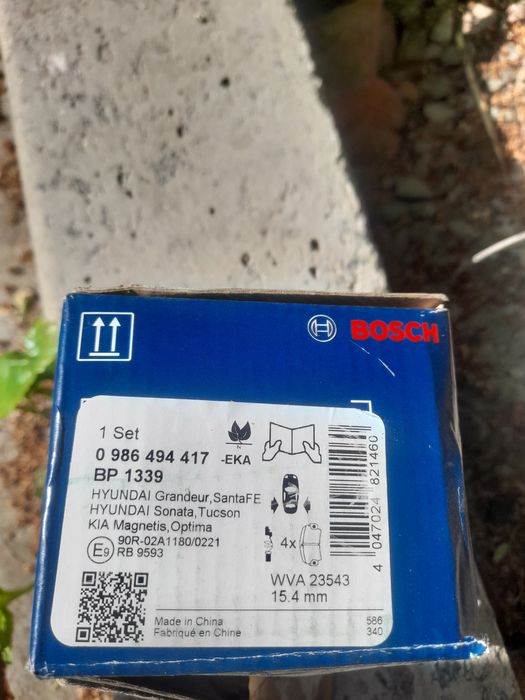 BOSCH
1 Set
0 986 494 417 -EKA
BP 1339
HYUNDAI Grandeur,SantaFE
HYUNDAI Sonata,Tucson
KIA Magnetis,Optima
E9 90R-02A1180/0221
RB 9593
4x
WVA 23543
15.4 mm
4 047024 821460
Made in China
Fabriqué en Chine
586
340